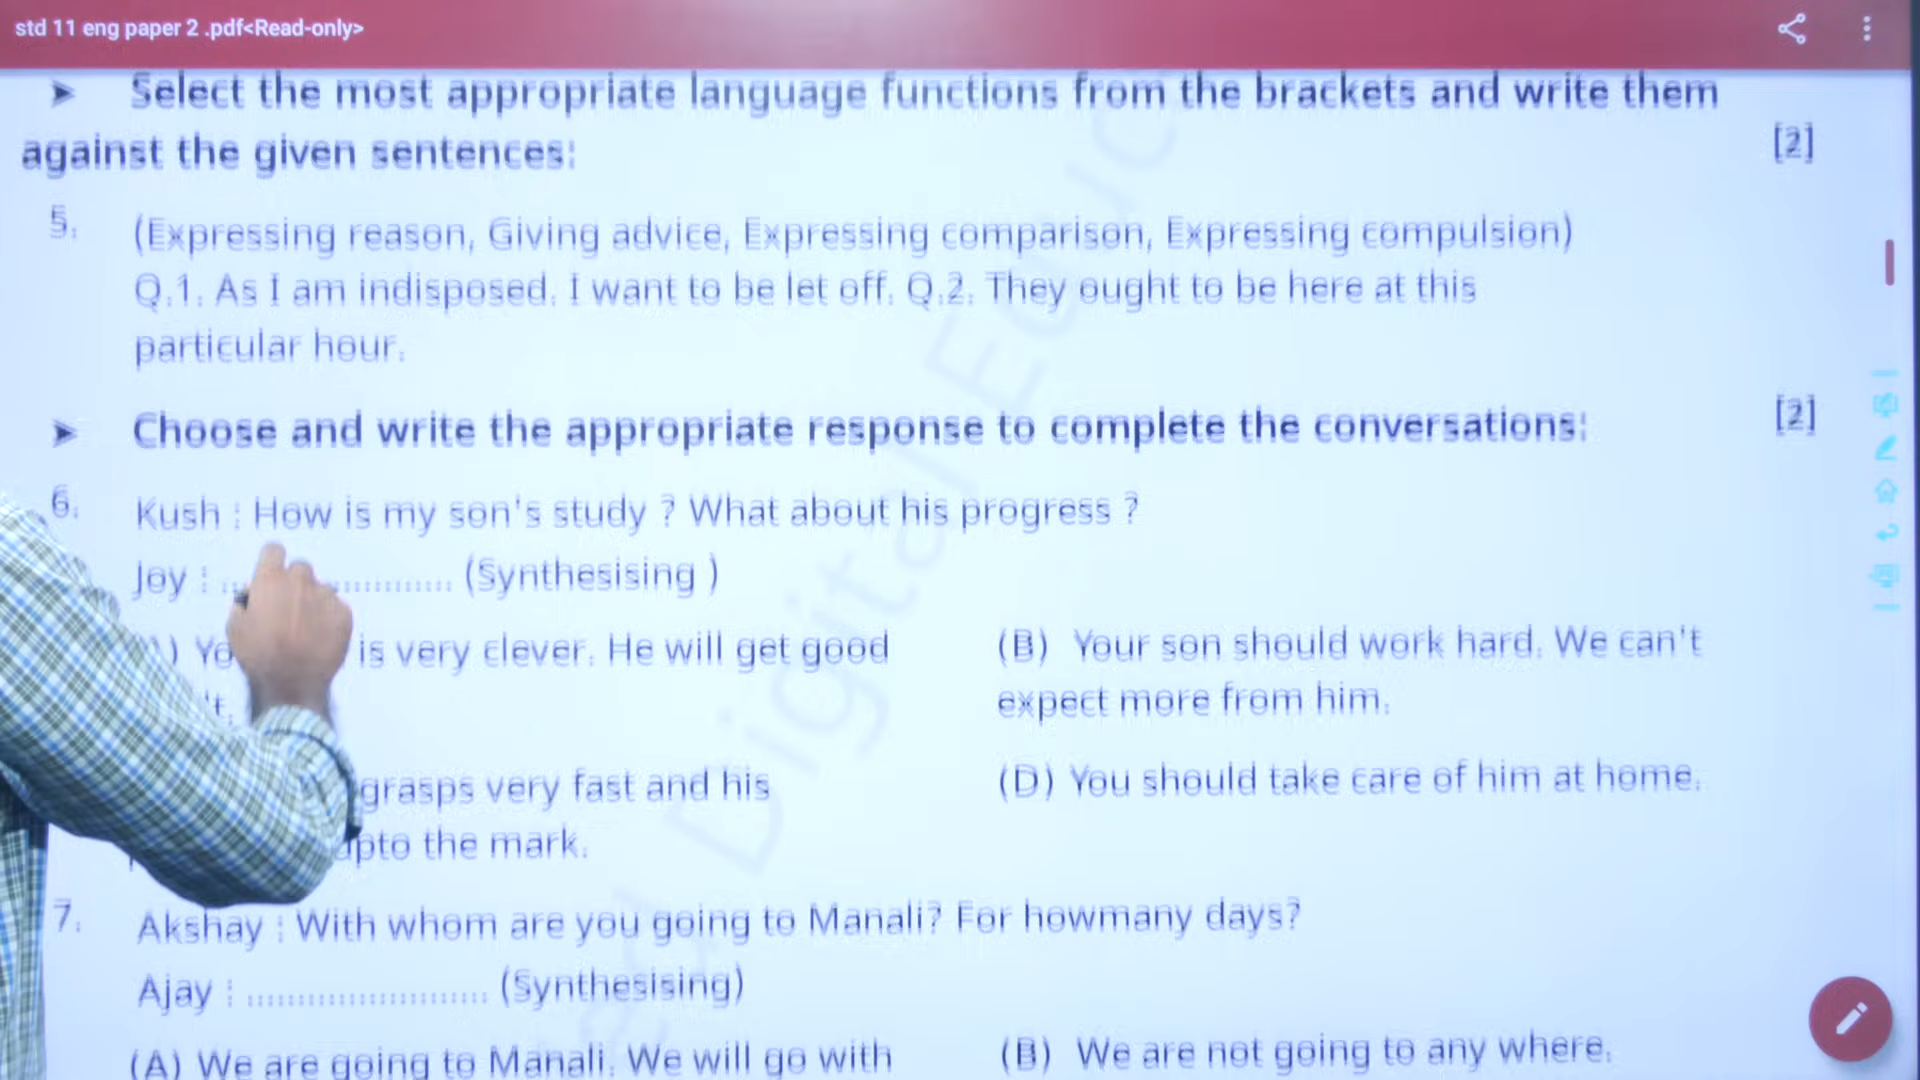 std 11 eng paper 2 .pdf<Read-only>
➤ Select the most appropriate language functions from the brackets and write them
against the given sentences: [2]
5. (Expressing reason, Giving advice, Expressing comparison, Expressing compulsion)
Q.1. As I am indisposed. I want to be let off. Q.2. They ought to be here at this
particular hour.
➤ Choose and write the appropriate response to complete the conversations: [2]
6. Kush : How is my son's study ? What about his progress ?
Joy : ........................ (Synthesising )
is very clever. He will get good
(B) Your son should work hard. We can't
expect more from him.
grasps very fast and his
upto the mark.
(D) You should take care of him at home.
7. Akshay : With whom are you going to Manali? For howmany days?
Ajay : ........................ (Synthesising)
(A) We are going to Manali. We will go with
(B) We are not going to any where.
Digital Educ